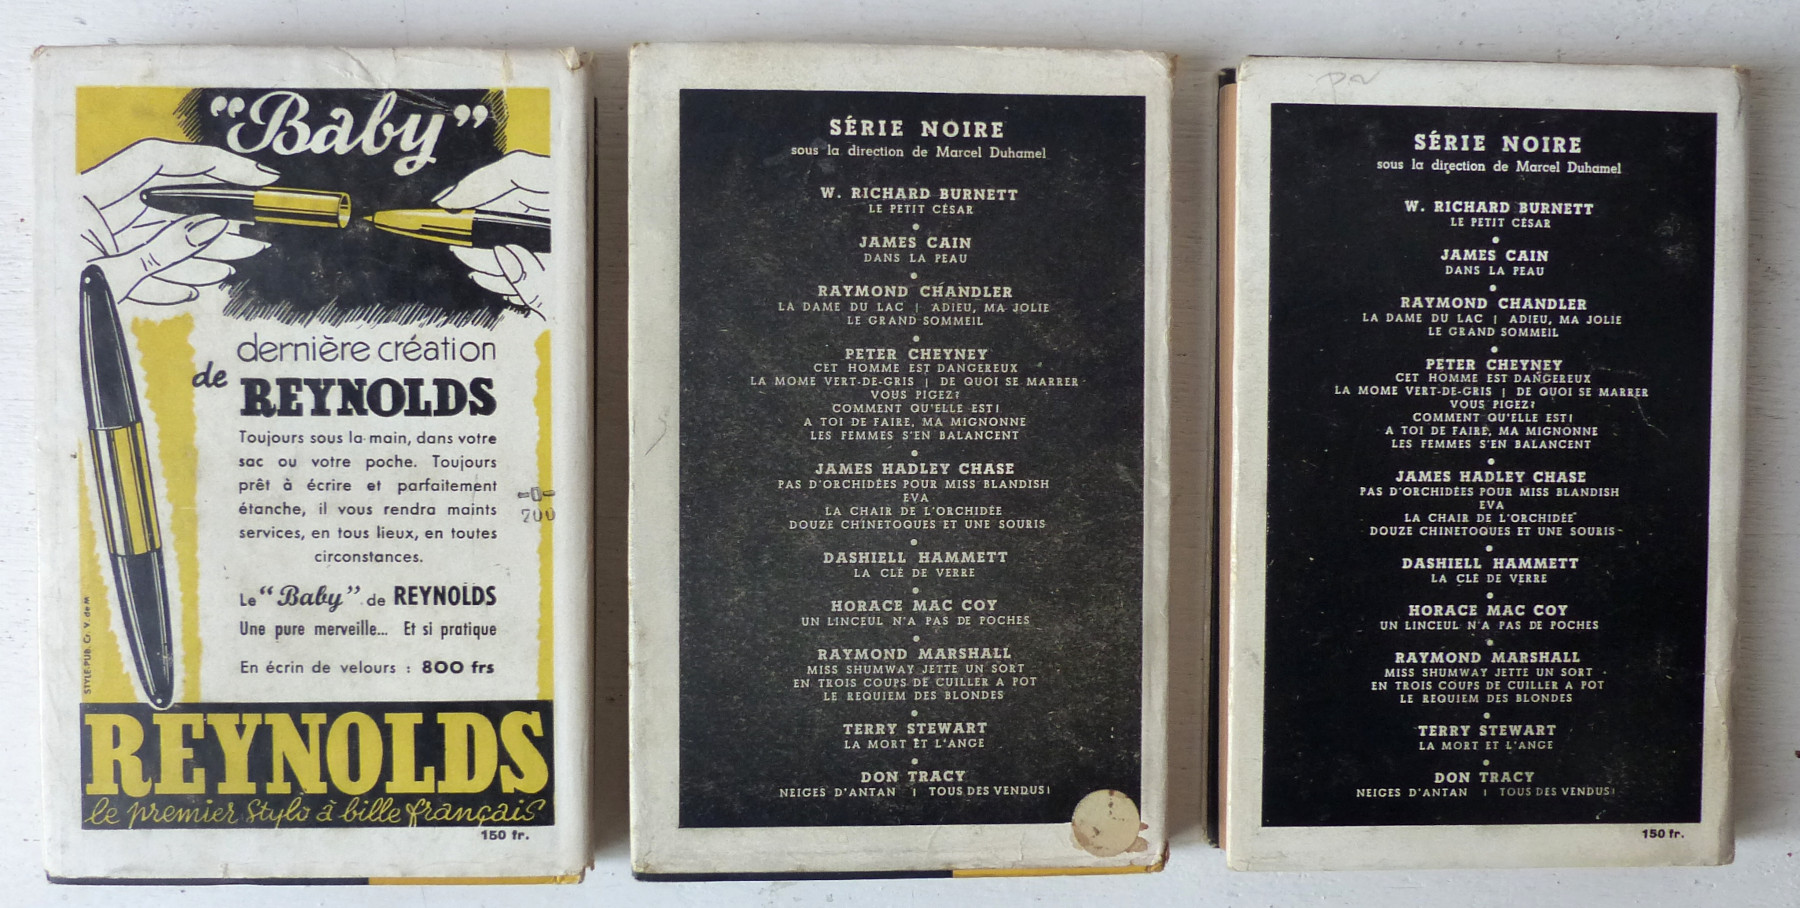 “Baby”
dernière création
de REYNOLDS
Toujours sous la main, dans votre
sac ou votre poche. Toujours
prêt à écrire et parfaitement
étanche, il vous rendra maints
services, en tous lieux, en toutes
circonstances.
Le “Baby” de REYNOLDS
Une pure merveille... Et si pratique
En écrin de velours : 800 frs
STYLE-PUB. Cr. V. de M
700
REYNOLDS
le premier stylo à bille français
150 fr.
SÉRIE NOIRE
sous la direction de Marcel Duhamel
W. RICHARD BURNETT
LE PETIT CÉSAR
JAMES CAIN
DANS LA PEAU
RAYMOND CHANDLER
LA DAME DU LAC | ADIEU, MA JOLIE
LE GRAND SOMMEIL
PETER CHEYNEY
CET HOMME EST DANGEREUX
LA MOME VERT-DE-GRIS | DE QUOI SE MARRER
VOUS PIGEZ?
COMMENT QU'ELLE EST!
A TOI DE FAIRE, MA MIGNONNE
LES FEMMES S'EN BALANCENT
JAMES HADLEY CHASE
PAS D'ORCHIDÉES POUR MISS BLANDISH
EVA
LA CHAIR DE L'ORCHIDÉE
DOUZE CHINETOQUES ET UNE SOURIS
DASHIELL HAMMETT
LA CLÉ DE VERRE
HORACE MAC COY
UN LINCEUL N'A PAS DE POCHES
RAYMOND MARSHALL
MISS SHUMWAY JETTE UN SORT
EN TROIS COUPS DE CUILLER A POT
LE REQUIEM DES BLONDES
TERRY STEWART
LA MORT ET L'ANGE
DON TRACY
NEIGES D'ANTAN | TOUS DES VENDUS!
SÉRIE NOIRE
sous la direction de Marcel Duhamel
W. RICHARD BURNETT
LE PETIT CÉSAR
JAMES CAIN
DANS LA PEAU
RAYMOND CHANDLER
LA DAME DU LAC | ADIEU, MA JOLIE
LE GRAND SOMMEIL
PETER CHEYNEY
CET HOMME EST DANGEREUX
LA MOME VERT-DE-GRIS | DE QUOI SE MARRER
VOUS PIGEZ?
COMMENT QU'ELLE EST!
A TOI DE FAIRE, MA MIGNONNE
LES FEMMES S'EN BALANCENT
JAMES HADLEY CHASE
PAS D'ORCHIDÉES POUR MISS BLANDISH
EVA
LA CHAIR DE L'ORCHIDÉE
DOUZE CHINETOQUES ET UNE SOURIS
DASHIELL HAMMETT
LA CLÉ DE VERRE
HORACE MAC COY
UN LINCEUL N'A PAS DE POCHES
RAYMOND MARSHALL
MISS SHUMWAY JETTE UN SORT
EN TROIS COUPS DE CUILLER A POT
LE REQUIEM DES BLONDES
TERRY STEWART
LA MORT ET L'ANGE
DON TRACY
NEIGES D'ANTAN | TOUS DES VENDUS!
150 fr.